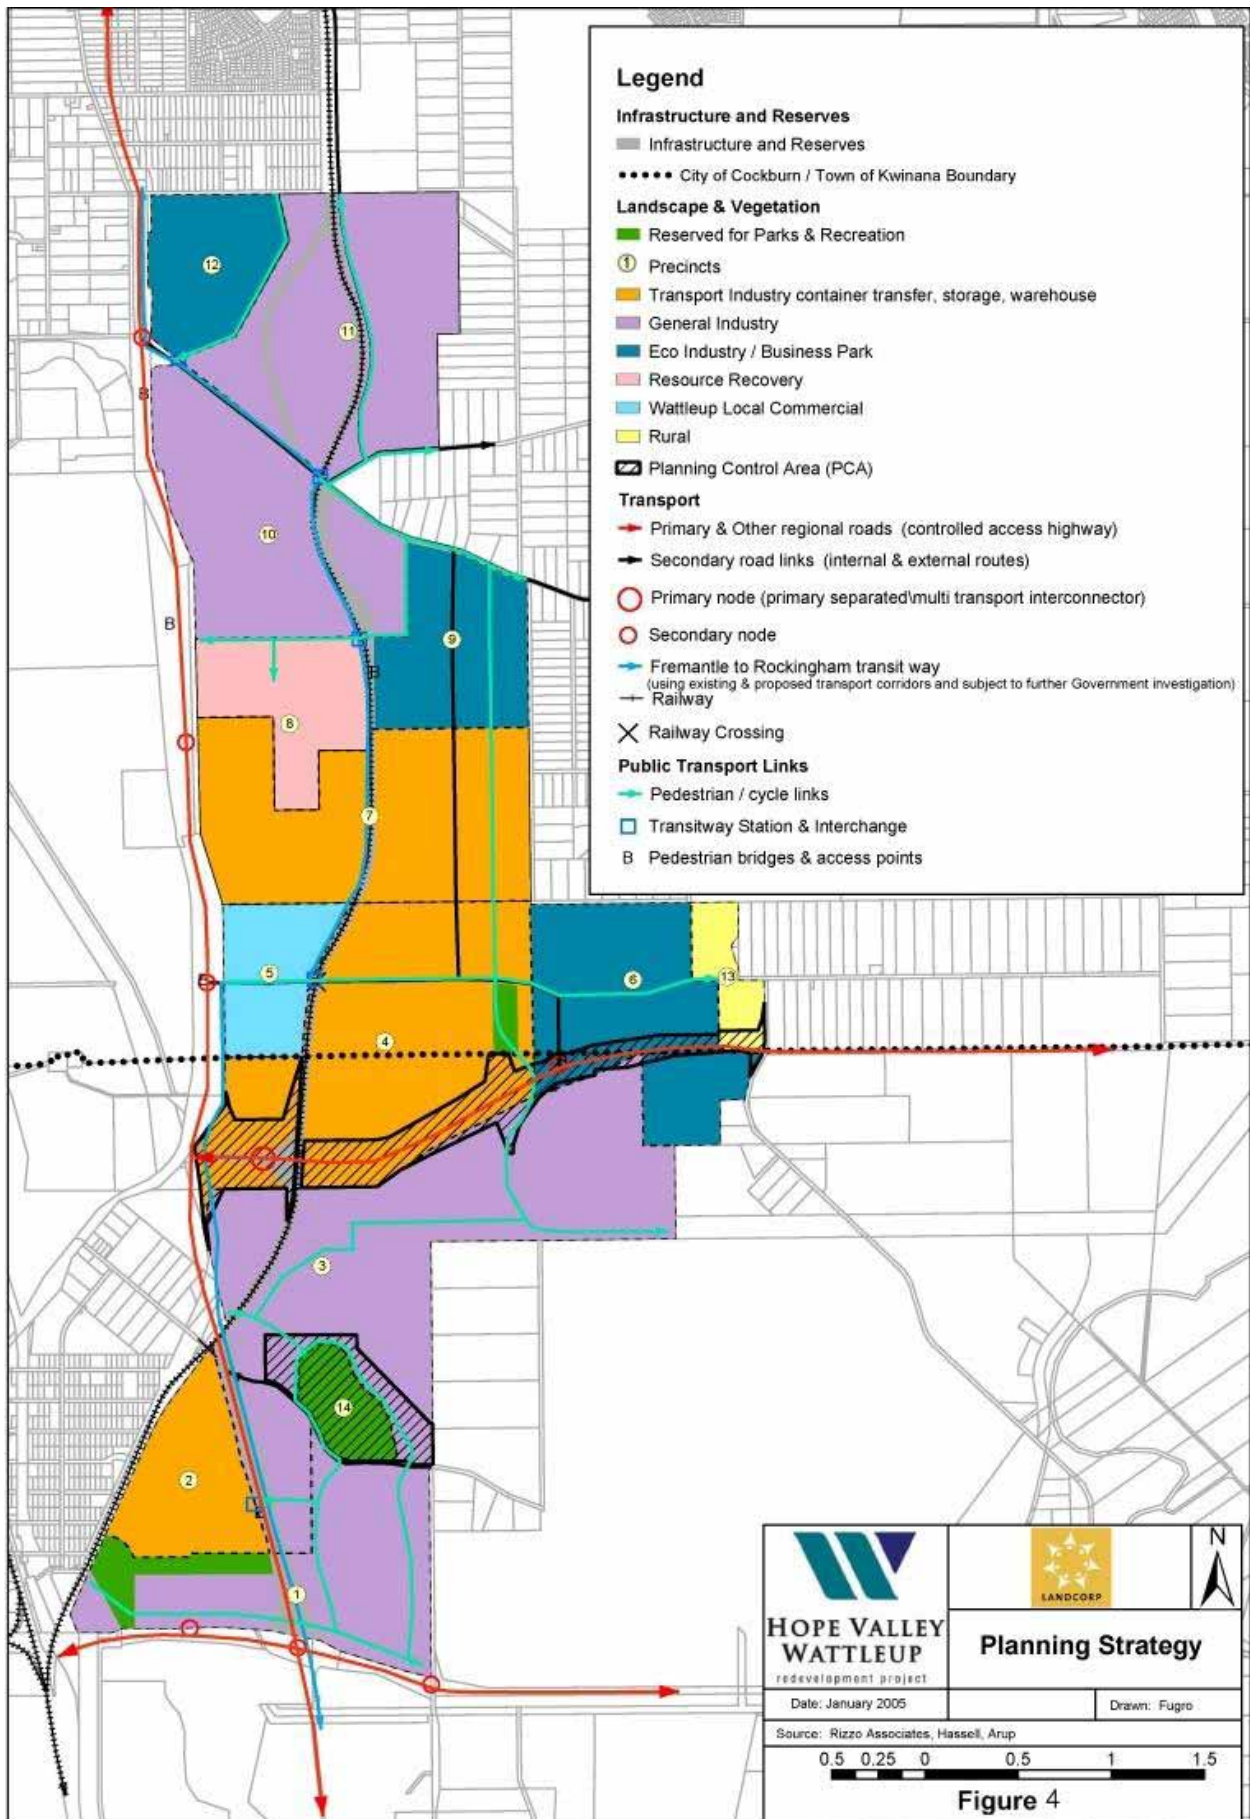 Legend
Infrastructure and Reserves
Infrastructure and Reserves
City of Cockburn / Town of Kwinana Boundary
Landscape & Vegetation
Reserved for Parks & Recreation
1 Precincts
Transport Industry container transfer, storage, warehouse
General Industry
Eco Industry / Business Park
Resource Recovery
Wattleup Local Commercial
Rural
Planning Control Area (PCA)
Transport
Primary & Other regional roads (controlled access highway)
Secondary road links (internal & external routes)
Primary node (primary separated\multi transport interconnector)
Secondary node
Fremantle to Rockingham transit way
(using existing & proposed transport corridors and subject to further Government investigation)
Railway
Railway Crossing
Public Transport Links
Pedestrian / cycle links
Transitway Station & Interchange
B Pedestrian bridges & access points
12
11
B
10
B
9
B
8
7
5
6
13
4
3
14
2
1
HOPE VALLEY
WATTLEUP
redevelopment project
LANDCORP
N
Planning Strategy
Date: January 2005
Drawn: Fugro
Source: Rizzo Associates, Hassell, Arup
0.5 0.25 0 0.5 1 1.5
Figure 4